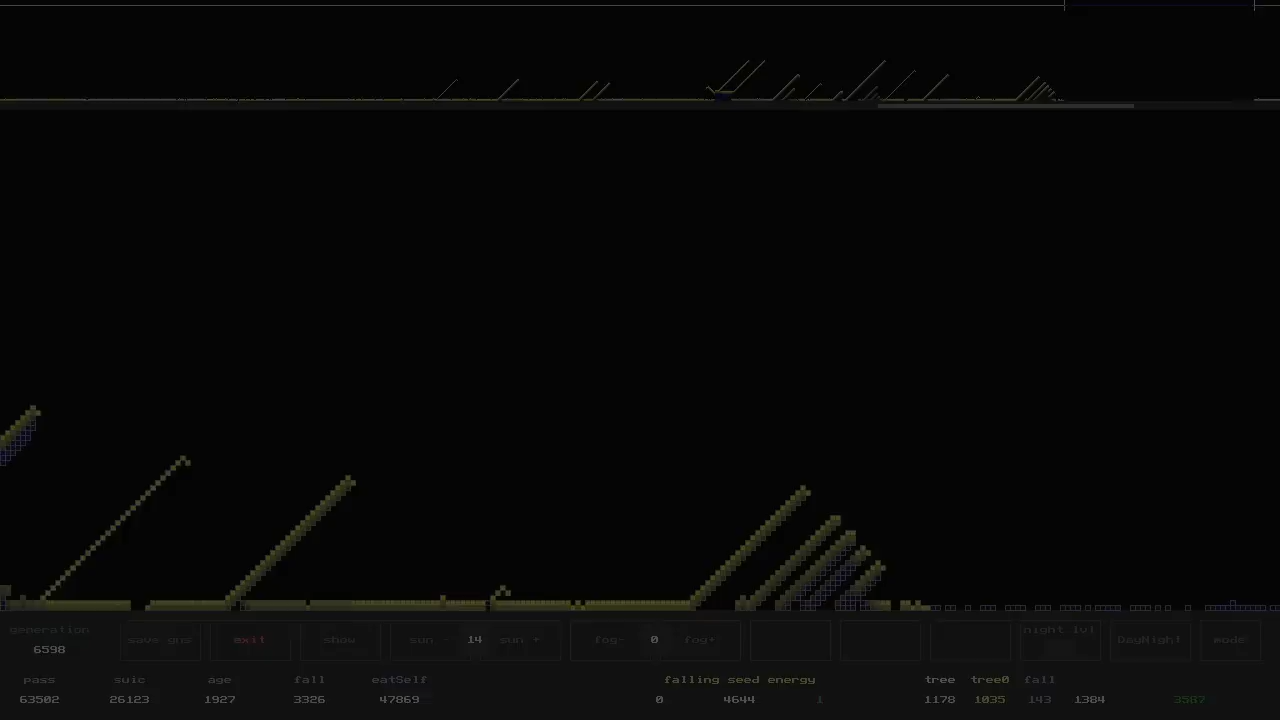 generation
6598
save gns
exit
show
sun - 14 sun +
fog- 0 fog+
night lvl
DayNight
mode
pass suic age fall eatSelf falling seed energy tree tree0 fall
63502 26123 1927 3326 47869 0 4644 1 1178 1035 143 1384 3587